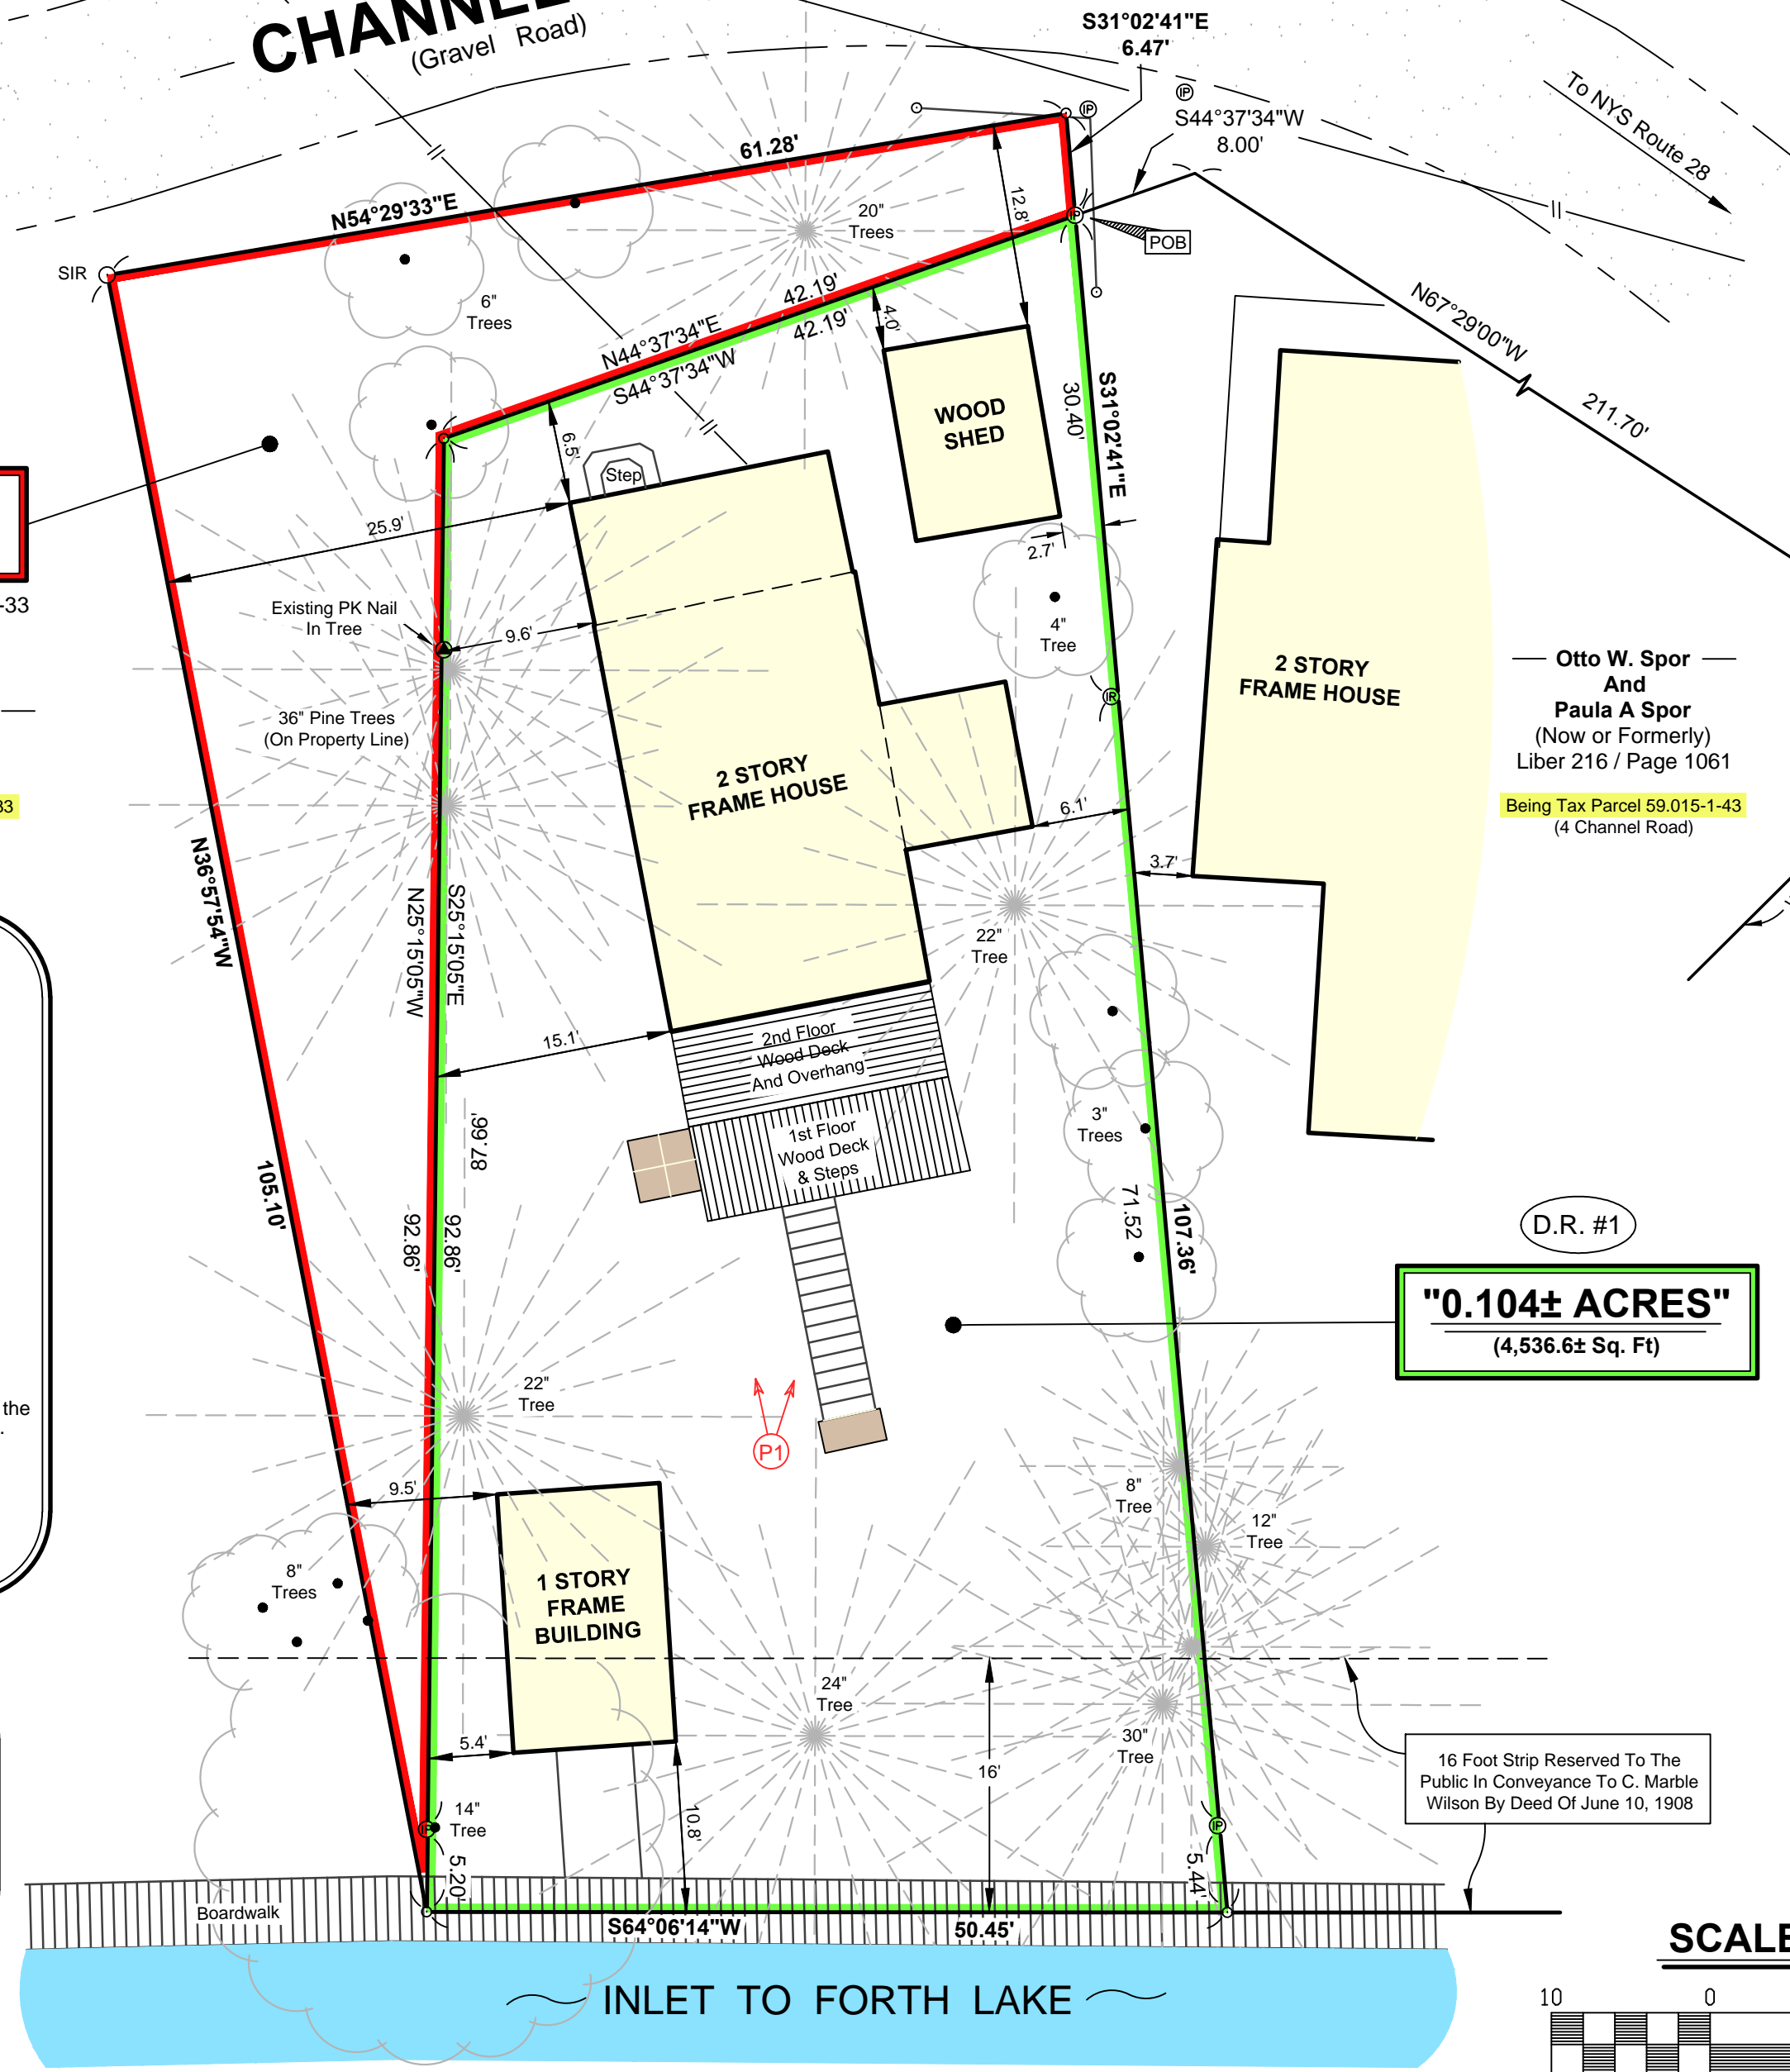 CHANNEL
(Gravel Road)
S31°02'41"E
6.47'
IP
IP
S44°37'34"W
8.00'
To NYS Route 28
61.28'
N54°29'33"E
SIR
20"
Trees
12.8'
IP
POB
6"
Trees
42.19'
N44°37'34"E
42.19'
S44°37'34"W
4.0'
N67°29'00"W
211.70'
WOOD
SHED
30.40'
S31°02'41"E
6.5'
Step
25.9'
2.7'
-33
Existing PK Nail
In Tree
9.6'
4"
Tree
IR
2 STORY
FRAME HOUSE
Otto W. Spor
And
Paula A Spor
(Now or Formerly)
Liber 216 / Page 1061
Being Tax Parcel 59.015-1-43
(4 Channel Road)
36" Pine Trees
(On Property Line)
2 STORY
FRAME HOUSE
33
6.1'
3.7'
N36°57'54"W
N25°15'05"W
S25°15'05"E
22"
Tree
15.1'
2nd Floor
Wood Deck
And Overhang
1st Floor
Wood Deck
& Steps
3"
Trees
87.66'
105.10'
92.86'
92.86'
71.52
107.36'
D.R. #1
"0.104± ACRES"
(4,536.6± Sq. Ft)
22"
Tree
the
.
P1
9.5'
8"
Tree
12"
Tree
8"
Trees
1 STORY
FRAME
BUILDING
24"
Tree
30"
Tree
5.4'
16'
16 Foot Strip Reserved To The
Public In Conveyance To C. Marble
Wilson By Deed Of June 10, 1908
14"
Tree
IP
10.8'
IP
5.20'
5.44'
Boardwalk
S64°06'14"W
50.45'
SCALE
INLET TO FORTH LAKE
10
0